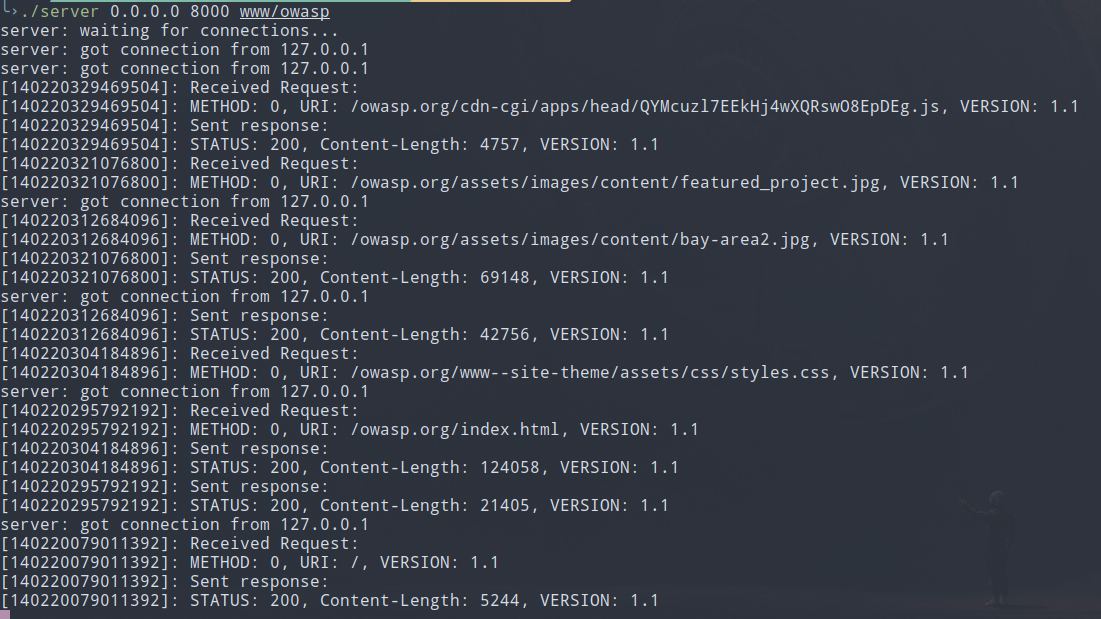 ./server 0.0.0.0 8000 www/owasp
server: waiting for connections...
server: got connection from 127.0.0.1
server: got connection from 127.0.0.1
[140220329469504]: Received Request:
[140220329469504]: METHOD: 0, URI: /owasp.org/cdn-cgi/apps/head/QYMcuzl7EEkHj4wXQRswO8EpDEg.js, VERSION: 1.1
[140220329469504]: Sent response:
[140220329469504]: STATUS: 200, Content-Length: 4757, VERSION: 1.1
[140220321076800]: Received Request:
[140220321076800]: METHOD: 0, URI: /owasp.org/assets/images/content/featured_project.jpg, VERSION: 1.1
server: got connection from 127.0.0.1
[140220312684096]: Received Request:
[140220312684096]: METHOD: 0, URI: /owasp.org/assets/images/content/bay-area2.jpg, VERSION: 1.1
[140220321076800]: Sent response:
[140220321076800]: STATUS: 200, Content-Length: 69148, VERSION: 1.1
server: got connection from 127.0.0.1
[140220312684096]: Sent response:
[140220312684096]: STATUS: 200, Content-Length: 42756, VERSION: 1.1
[140220304184896]: Received Request:
[140220304184896]: METHOD: 0, URI: /owasp.org/www--site-theme/assets/css/styles.css, VERSION: 1.1
server: got connection from 127.0.0.1
[140220295792192]: Received Request:
[140220295792192]: METHOD: 0, URI: /owasp.org/index.html, VERSION: 1.1
[140220304184896]: Sent response:
[140220304184896]: STATUS: 200, Content-Length: 124058, VERSION: 1.1
[140220295792192]: Sent response:
[140220295792192]: STATUS: 200, Content-Length: 21405, VERSION: 1.1
server: got connection from 127.0.0.1
[140220079011392]: Received Request:
[140220079011392]: METHOD: 0, URI: /, VERSION: 1.1
[140220079011392]: Sent response:
[140220079011392]: STATUS: 200, Content-Length: 5244, VERSION: 1.1